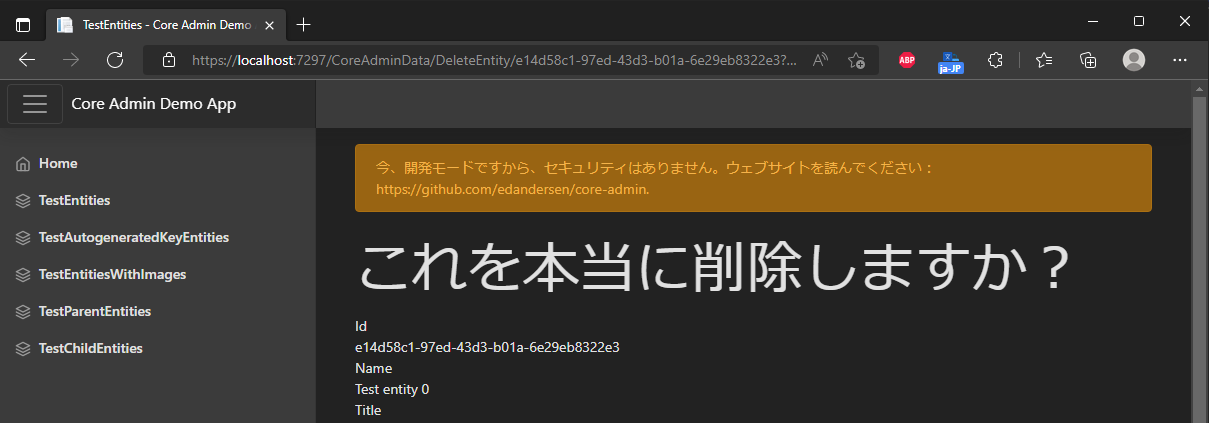 TestEntities - Core Admin Demo
https://localhost:7297/CoreAdminData/DeleteEntity/e14d58c1-97ed-43d3-b01a-6e29eb8322e3?...
ABP
ja-JP
Core Admin Demo App
Home
TestEntities
TestAutogeneratedKeyEntities
TestEntitiesWithImages
TestParentEntities
TestChildEntities
今、開発モードですから、セキュリティはありません。ウェブサイトを読んでください：
https://github.com/edandersen/core-admin.
これを本当に削除しますか？
Id
e14d58c1-97ed-43d3-b01a-6e29eb8322e3
Name
Test entity 0
Title